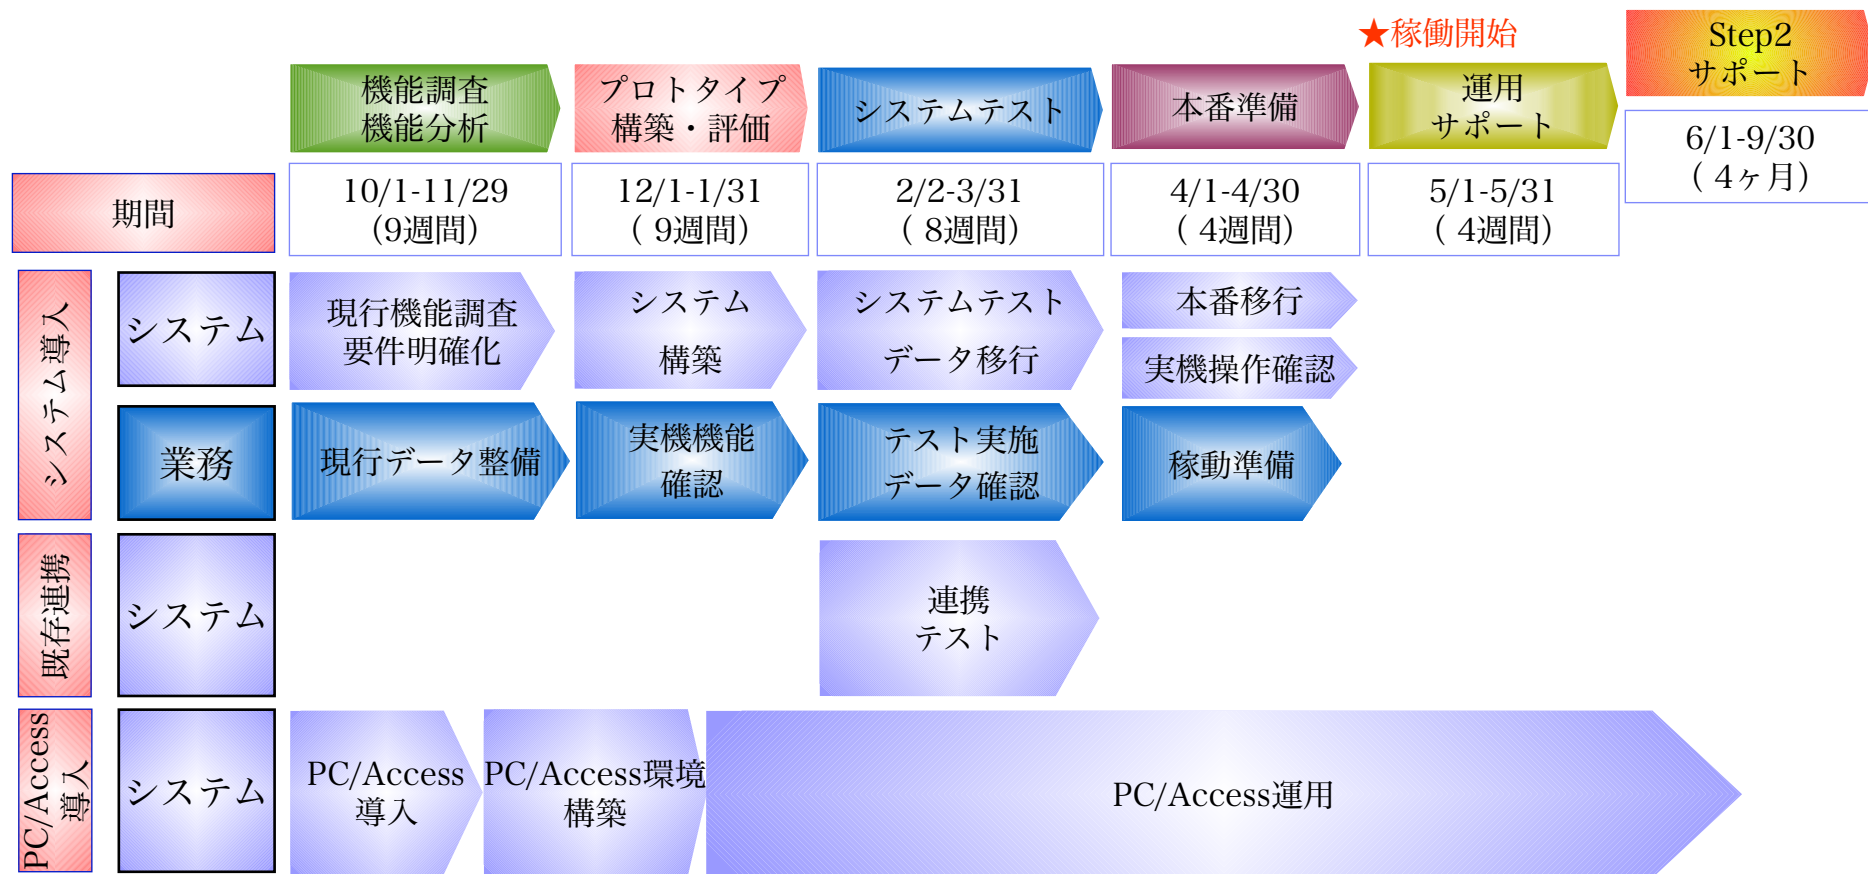 ★稼働開始
Step2
サポート
機能調査
機能分析
プロトタイプ
構築・評価
システムテスト
本番準備
運用
サポート
6/1-9/30
( 4ヶ月)
期間
10/1-11/29
(9週間)
12/1-1/31
( 9週間)
2/2-3/31
( 8週間)
4/1-4/30
( 4週間)
5/1-5/31
( 4週間)
システム導入
システム
現行機能調査
要件明確化
システム
構築
システムテスト
データ移行
本番移行
実機操作確認
業務
現行データ整備
実機機能
確認
テスト実施
データ確認
稼動準備
既存連携
システム
連携
テスト
PC/Access
導入
システム
PC/Access
導入
PC/Access環境
構築
PC/Access運用